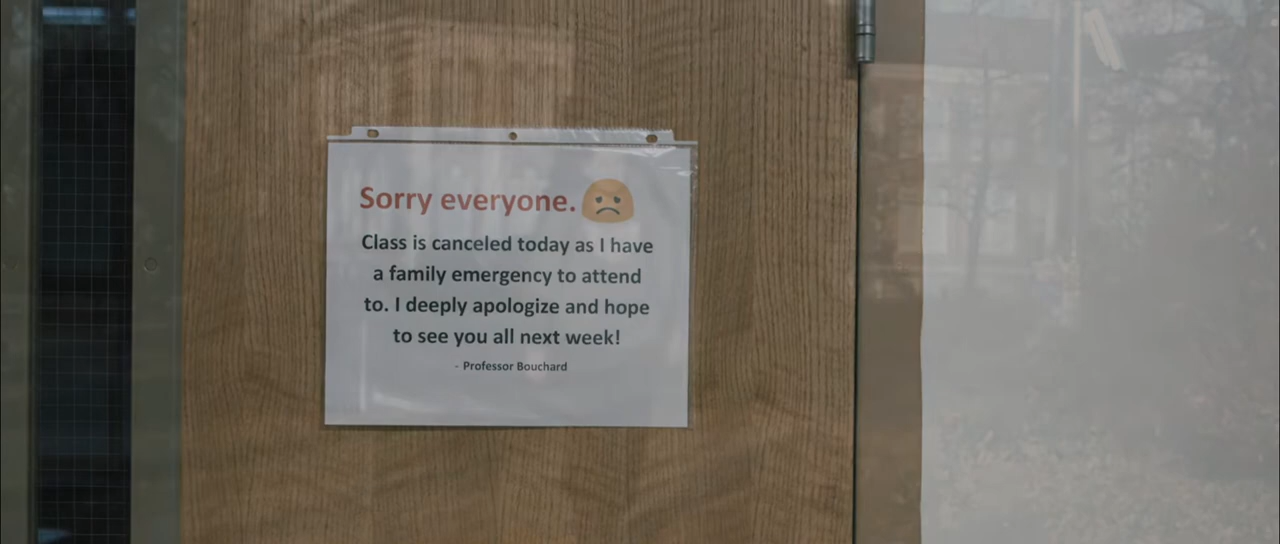 Sorry everyone. ☹
Class is canceled today as I have
a family emergency to attend
to. I deeply apologize and hope
to see you all next week!
- Professor Bouchard